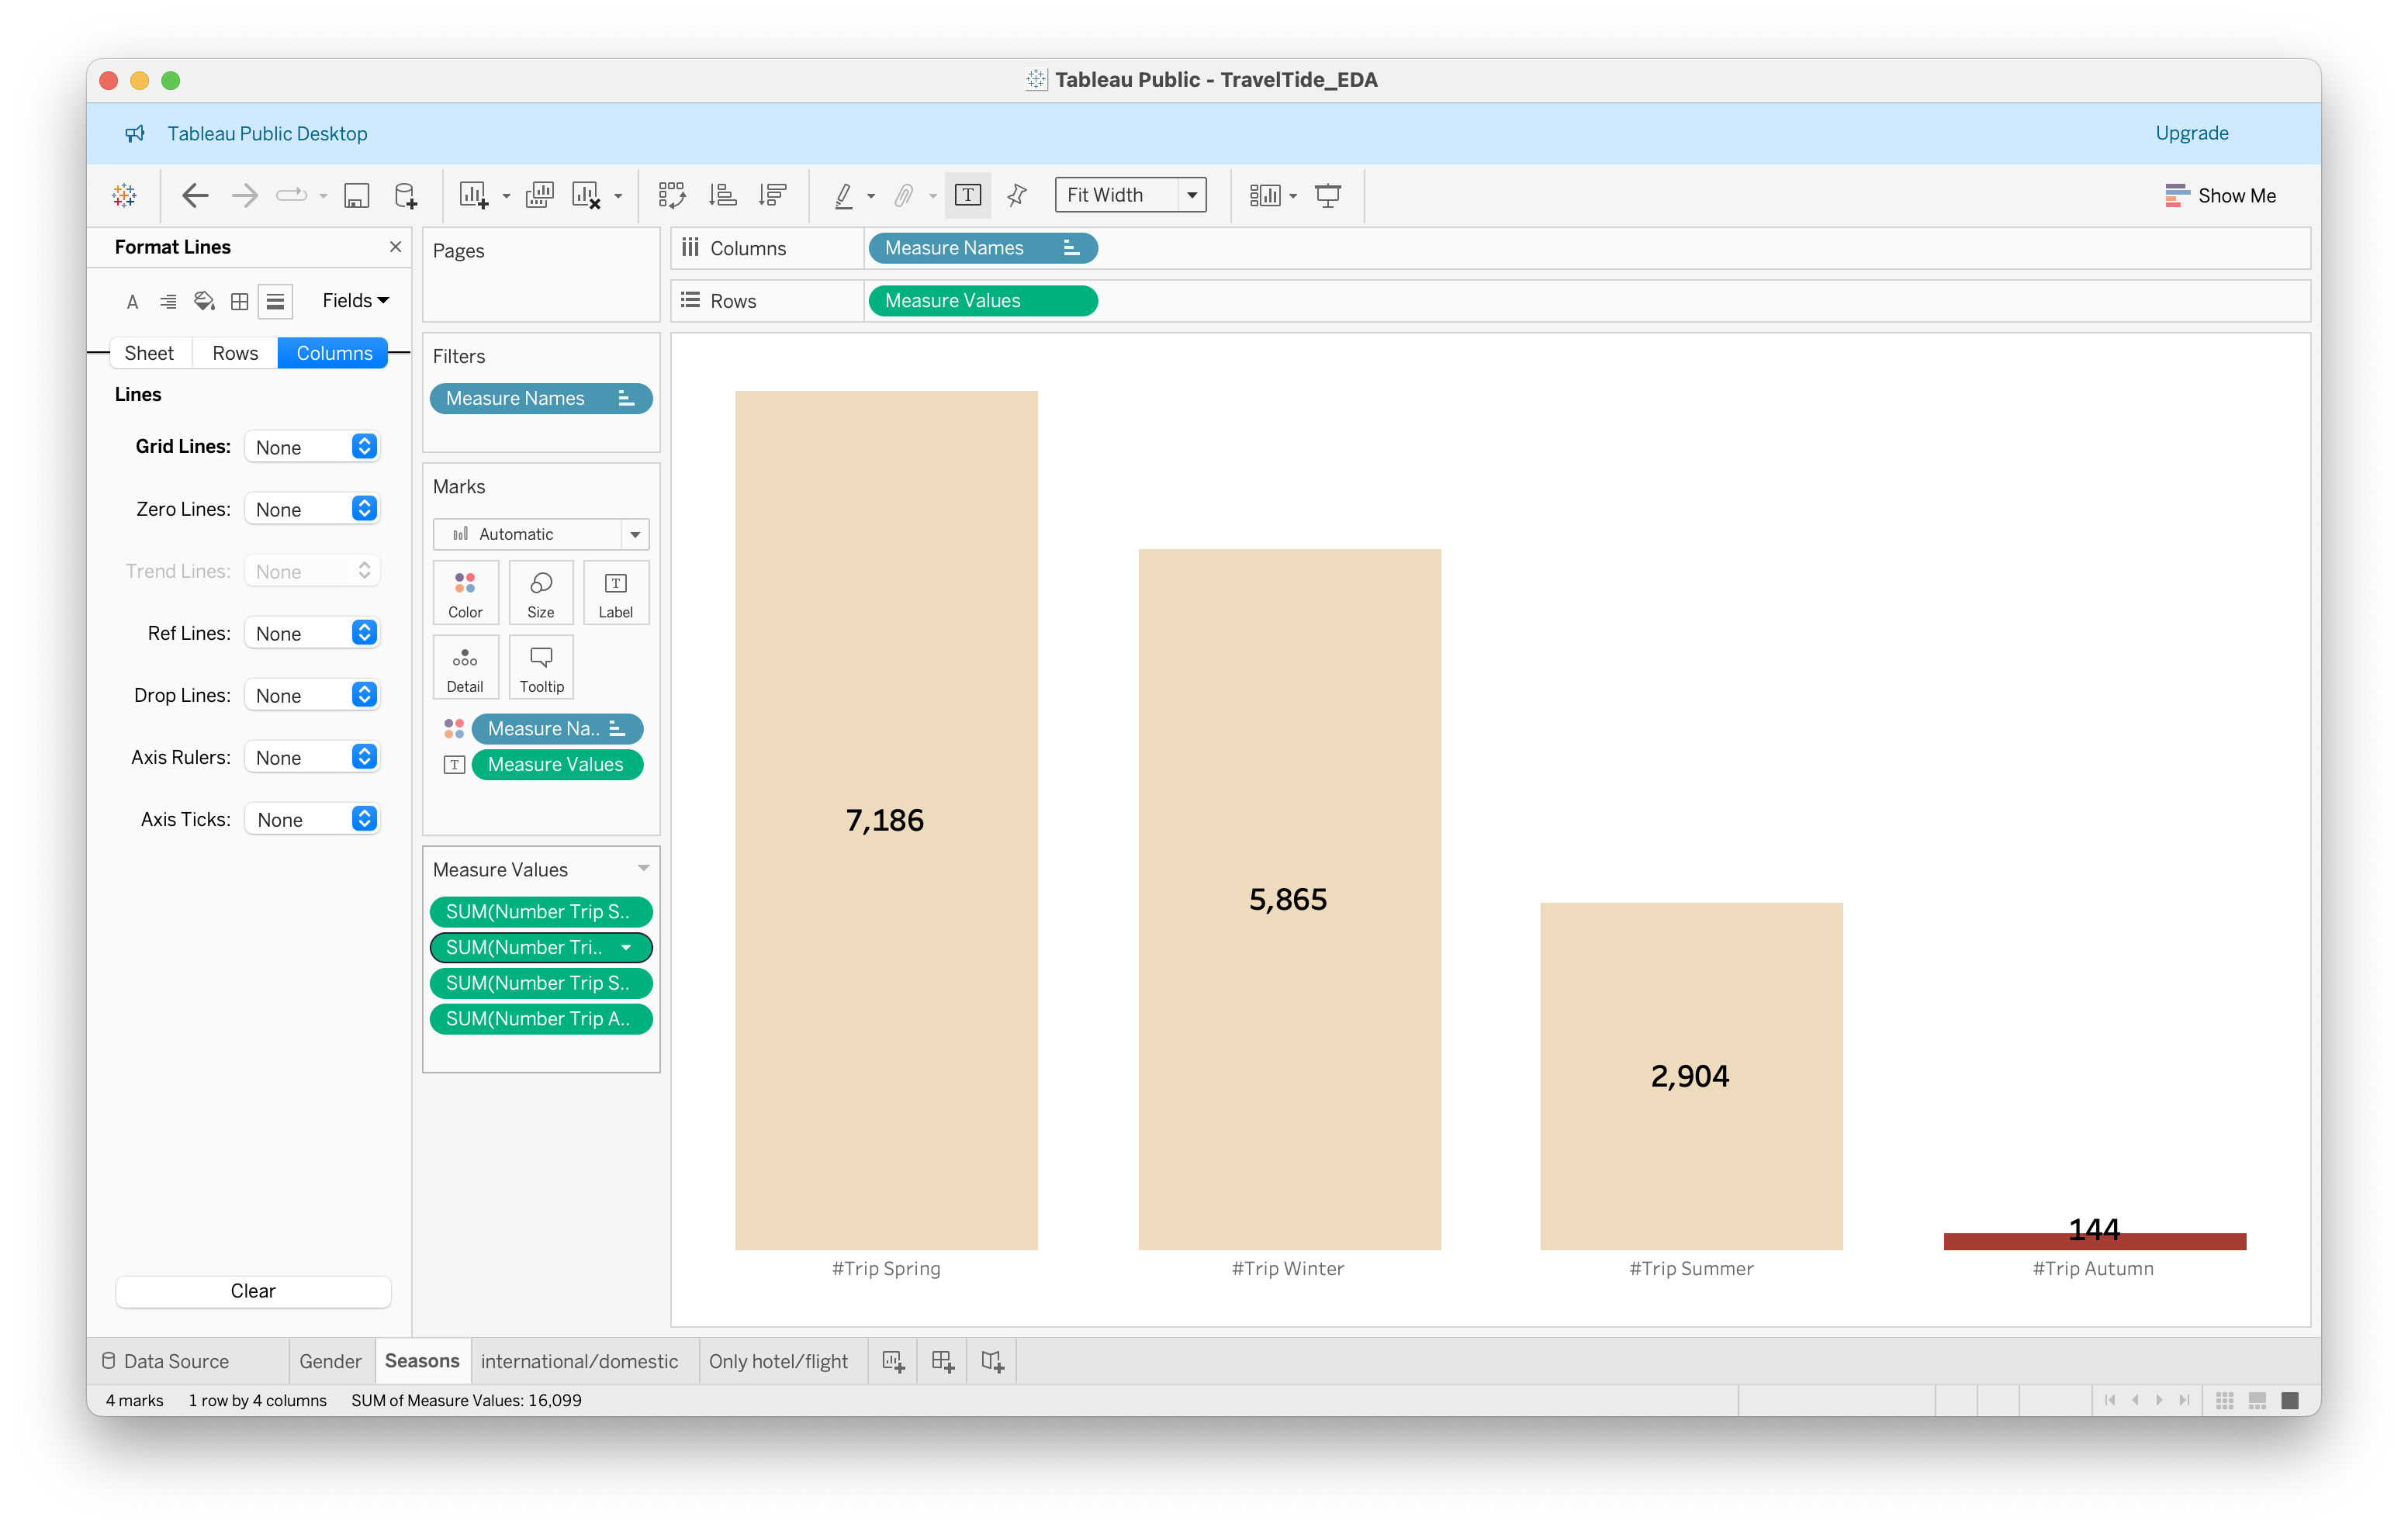 Tableau Public - TravelTide_EDA
Tableau Public Desktop
Upgrade
Fit Width
Show Me
Format Lines
A
Fields
Sheet
Rows
Columns
Lines
Grid Lines: None
Zero Lines: None
Trend Lines: None
Ref Lines: None
Drop Lines: None
Axis Rulers: None
Axis Ticks: None
Clear
Pages
Filters
Measure Names
Marks
Automatic
Color
Size
Label
Detail
Tooltip
Measure Na..
Measure Values
Measure Values
SUM(Number Trip S..
SUM(Number Tri..
SUM(Number Trip S..
SUM(Number Trip A..
Columns
Measure Names
Rows
Measure Values
7,186
5,865
2,904
144
#Trip Spring
#Trip Winter
#Trip Summer
#Trip Autumn
Data Source
Gender
Seasons
international/domestic
Only hotel/flight
4 marks
1 row by 4 columns
SUM of Measure Values: 16,099